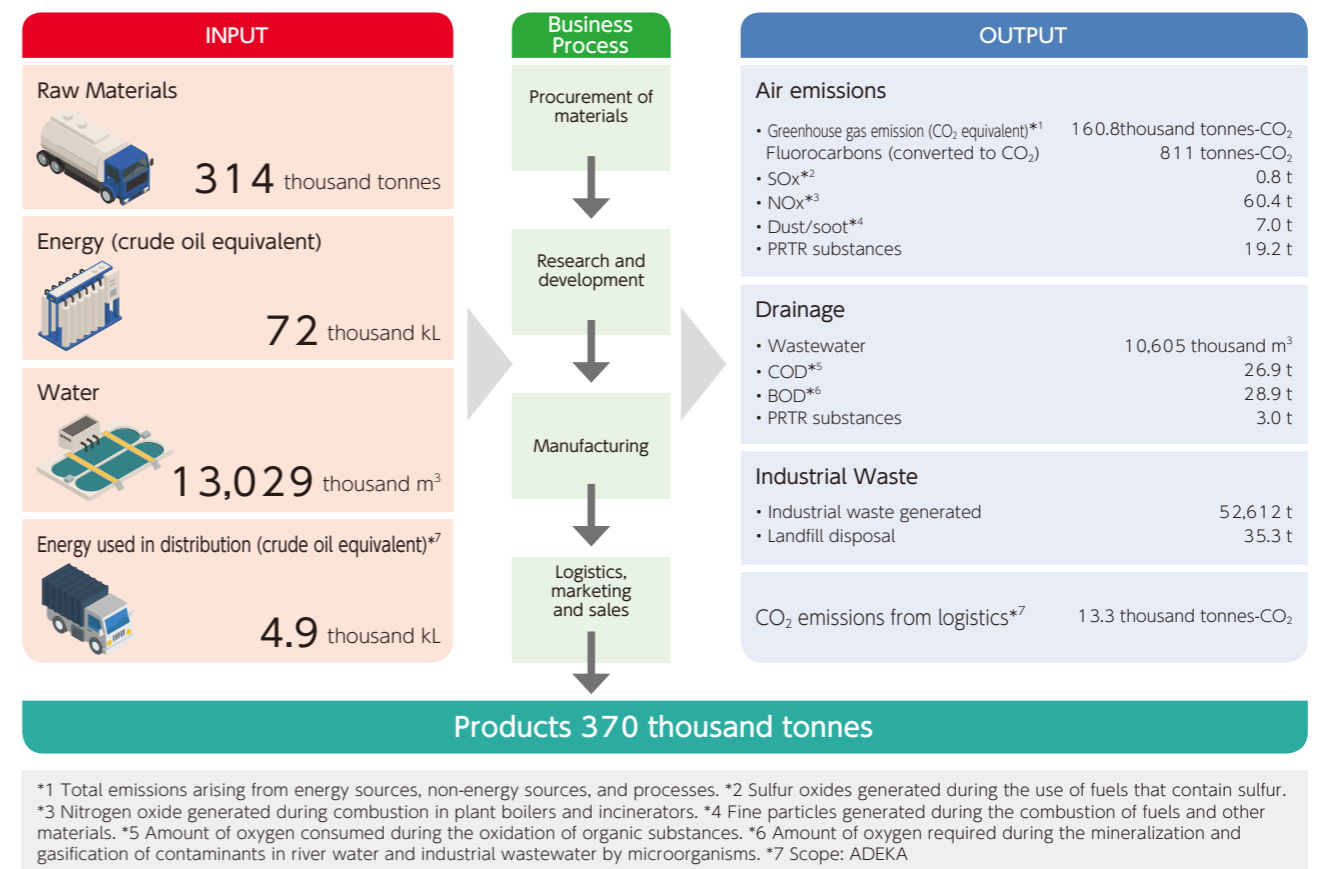 INPUT
Raw Materials
314 thousand tonnes
Energy (crude oil equivalent)
72 thousand kL
Water
13,029 thousand m³
Energy used in distribution (crude oil equivalent)*⁷
4.9 thousand kL
Business
Process
Procurement of
materials
Research and
development
Manufacturing
Logistics,
marketing
and sales
OUTPUT
Air emissions
• Greenhouse gas emission (CO₂ equivalent)*¹ 160.8thousand tonnes-CO₂
Fluorocarbons (converted to CO₂) 811 tonnes-CO₂
• SOx*² 0.8 t
• NOx*³ 60.4 t
• Dust/soot*⁴ 7.0 t
• PRTR substances 19.2 t
Drainage
• Wastewater 10,605 thousand m³
• COD*⁵ 26.9 t
• BOD*⁶ 28.9 t
• PRTR substances 3.0 t
Industrial Waste
• Industrial waste generated 52,612 t
• Landfill disposal 35.3 t
CO₂ emissions from logistics*⁷ 13.3 thousand tonnes-CO₂
Products 370 thousand tonnes
*1 Total emissions arising from energy sources, non-energy sources, and processes. *2 Sulfur oxides generated during the use of fuels that contain sulfur.
*3 Nitrogen oxide generated during combustion in plant boilers and incinerators. *4 Fine particles generated during the combustion of fuels and other
materials. *5 Amount of oxygen consumed during the oxidation of organic substances. *6 Amount of oxygen required during the mineralization and
gasification of contaminants in river water and industrial wastewater by microorganisms. *7 Scope: ADEKA